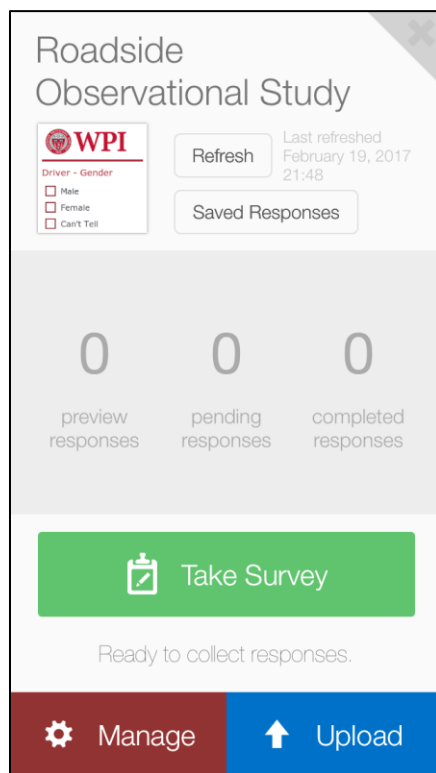 Roadside
Observational Study
WPI
Driver - Gender
Male
Female
Can't Tell
Refresh
Last refreshed
February 19, 2017
21:48
Saved Responses
0 0 0
preview pending completed
responses responses responses
Take Survey
Ready to collect responses.
Manage Upload